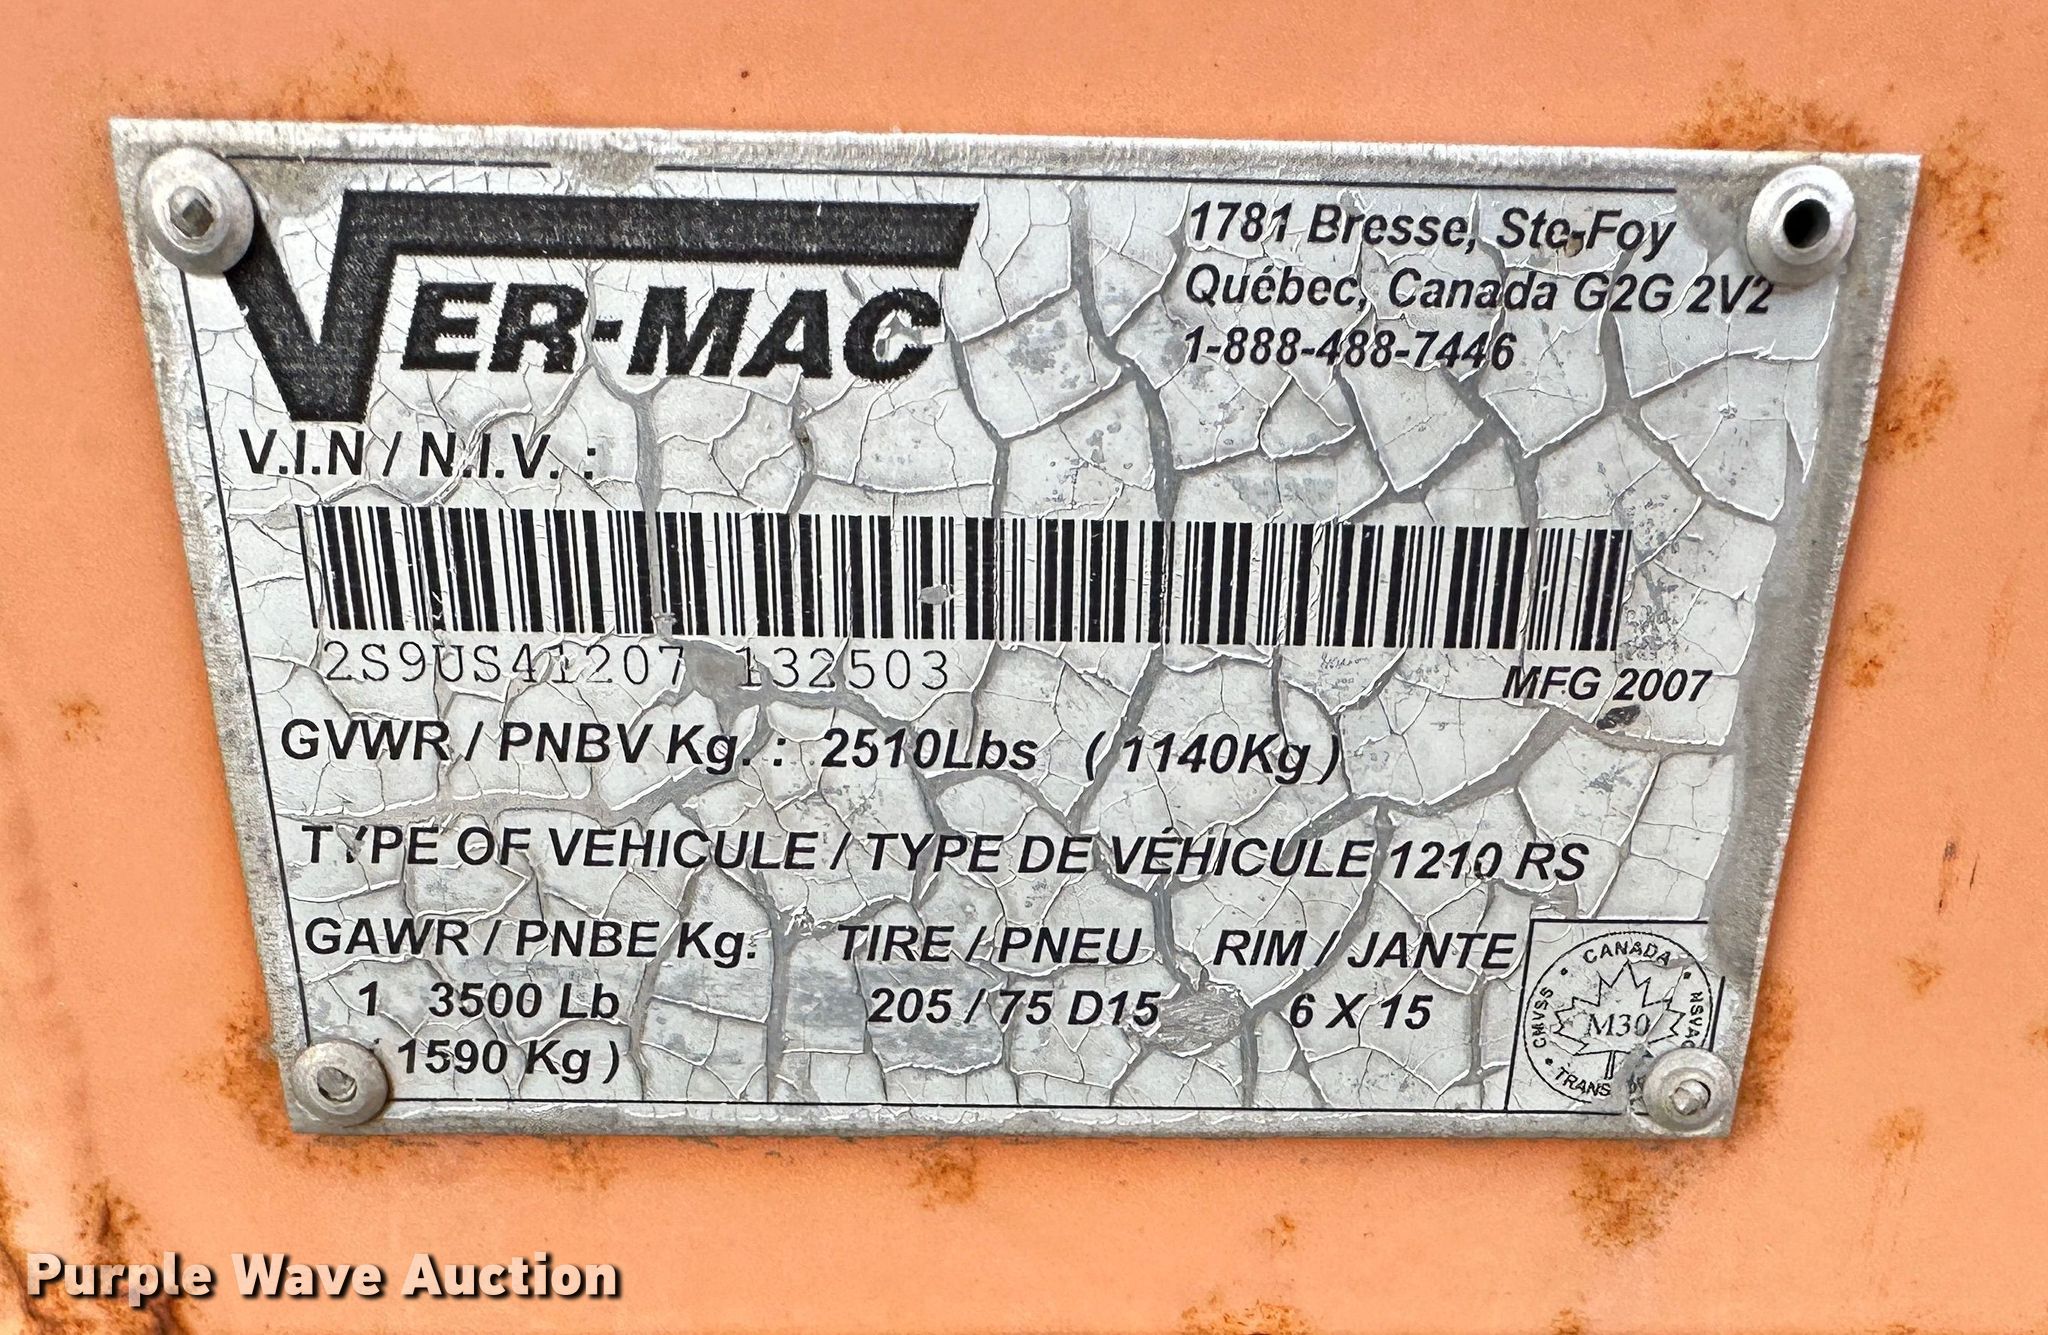 VER-MAC
1781 Bresse, Ste-Foy
Québec, Canada G2G 2V2
1-888-488-7446
V.I.N / N.I.V. :
2S9US41207 132503
MFG 2007
GVWR / PNBV Kg. : 2510Lbs ( 1140Kg )
TYPE OF VEHICULE / TYPE DE VÉHICULE 1210 RS
GAWR / PNBE Kg. TIRE / PNEU RIM / JANTE
1 3500 Lb 205 / 75 D15 6 X 15
( 1590 Kg )
CANADA
CMVSS
NSVAC
M30
TRANS
Purple Wave Auction